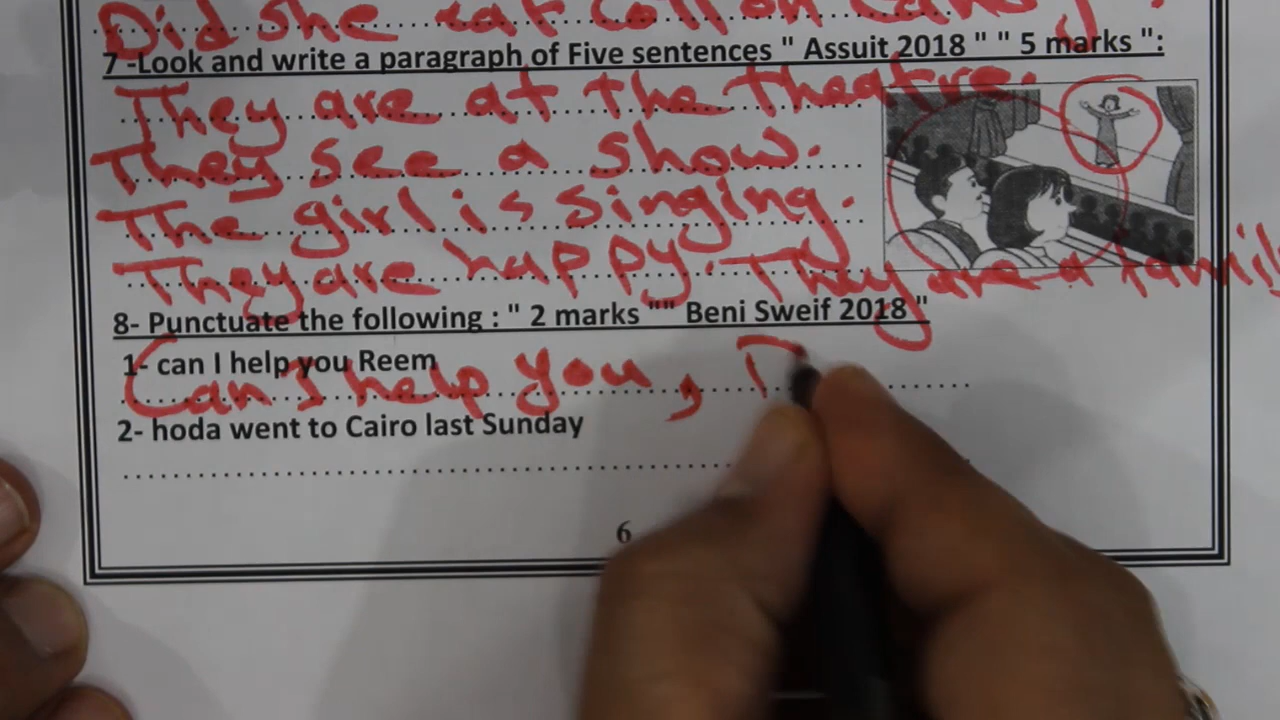 Did she eat cotton candy?
7 -Look and write a paragraph of Five sentences " Assuit 2018 " " 5 marks ":
They are at the theatre.
They see a show.
The girl is singing.
They are happy. They are a famil
8- Punctuate the following : " 2 marks "" Beni Sweif 2018 "
1- can I help you Reem
Can I help you ,
2- hoda went to Cairo last Sunday
6